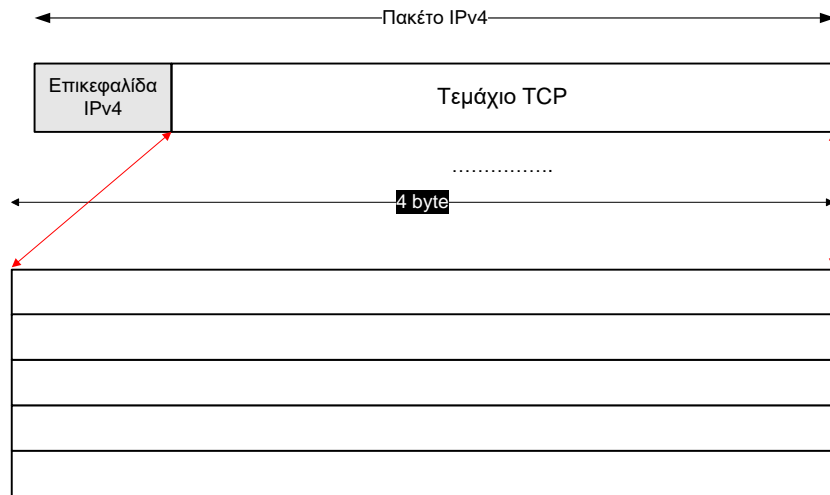 Πακέτο IPv4
Επικεφαλίδα
IPv4
Τεμάχιο TCP
................
4 byte